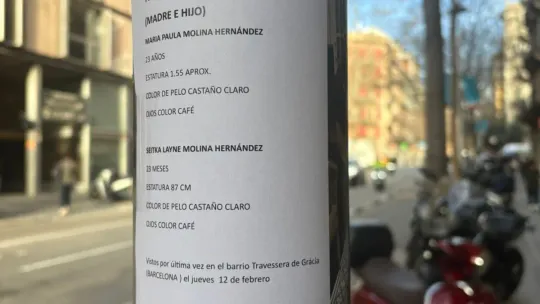 (MADRE E HIJO)
MARIA PAULA MOLINA HERNÁNDEZ
23 AÑOS
ESTATURA 1.55 APROX.
COLOR DE PELO CASTAÑO CLARO
OJOS COLOR CAFÉ
SEITKA LAYNE MOLINA HERNÁNDEZ
23 MESES
ESTATURA 87 CM
COLOR DE PELO CASTAÑO CLARO
OJOS COLOR CAFÉ
Vistos por última vez en el barrio Travessera de Gràcia
(BARCELONA ) el jueves 12 de febrero